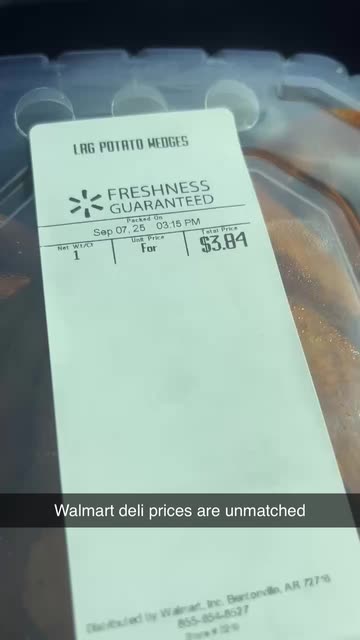 LRG POTATO WEDGES
FRESHNESS
GUARANTEED
Packed On
Sep 07, 25 03:15 PM
Net Wt/Ct Unit Price Total Price
1 For $3.84
Walmart deli prices are unmatched
Distributed by Walmart, Inc. Bentonville, AR 72716
855-854-8527